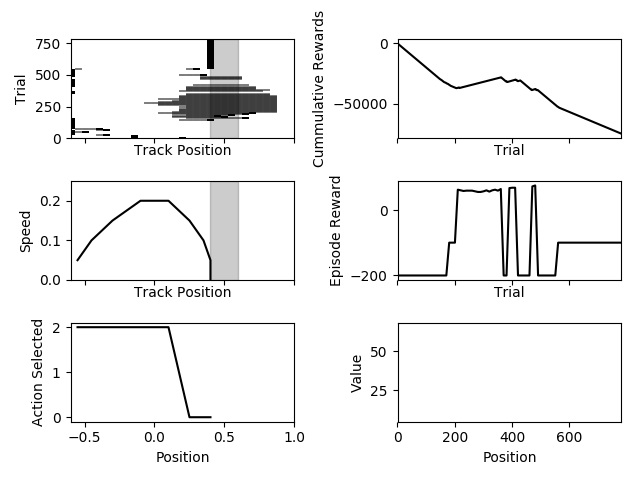 750
500
250
0
Trial
Track Position
0
−50000
Cummulative Rewards
Trial
0.2
0.1
0.0
Speed
Track Position
0
−200
Episode Reward
Trial
2
1
0
Action Selected
−0.5
0.0
0.5
1.0
Position
50
25
Value
0
200
400
600
Position